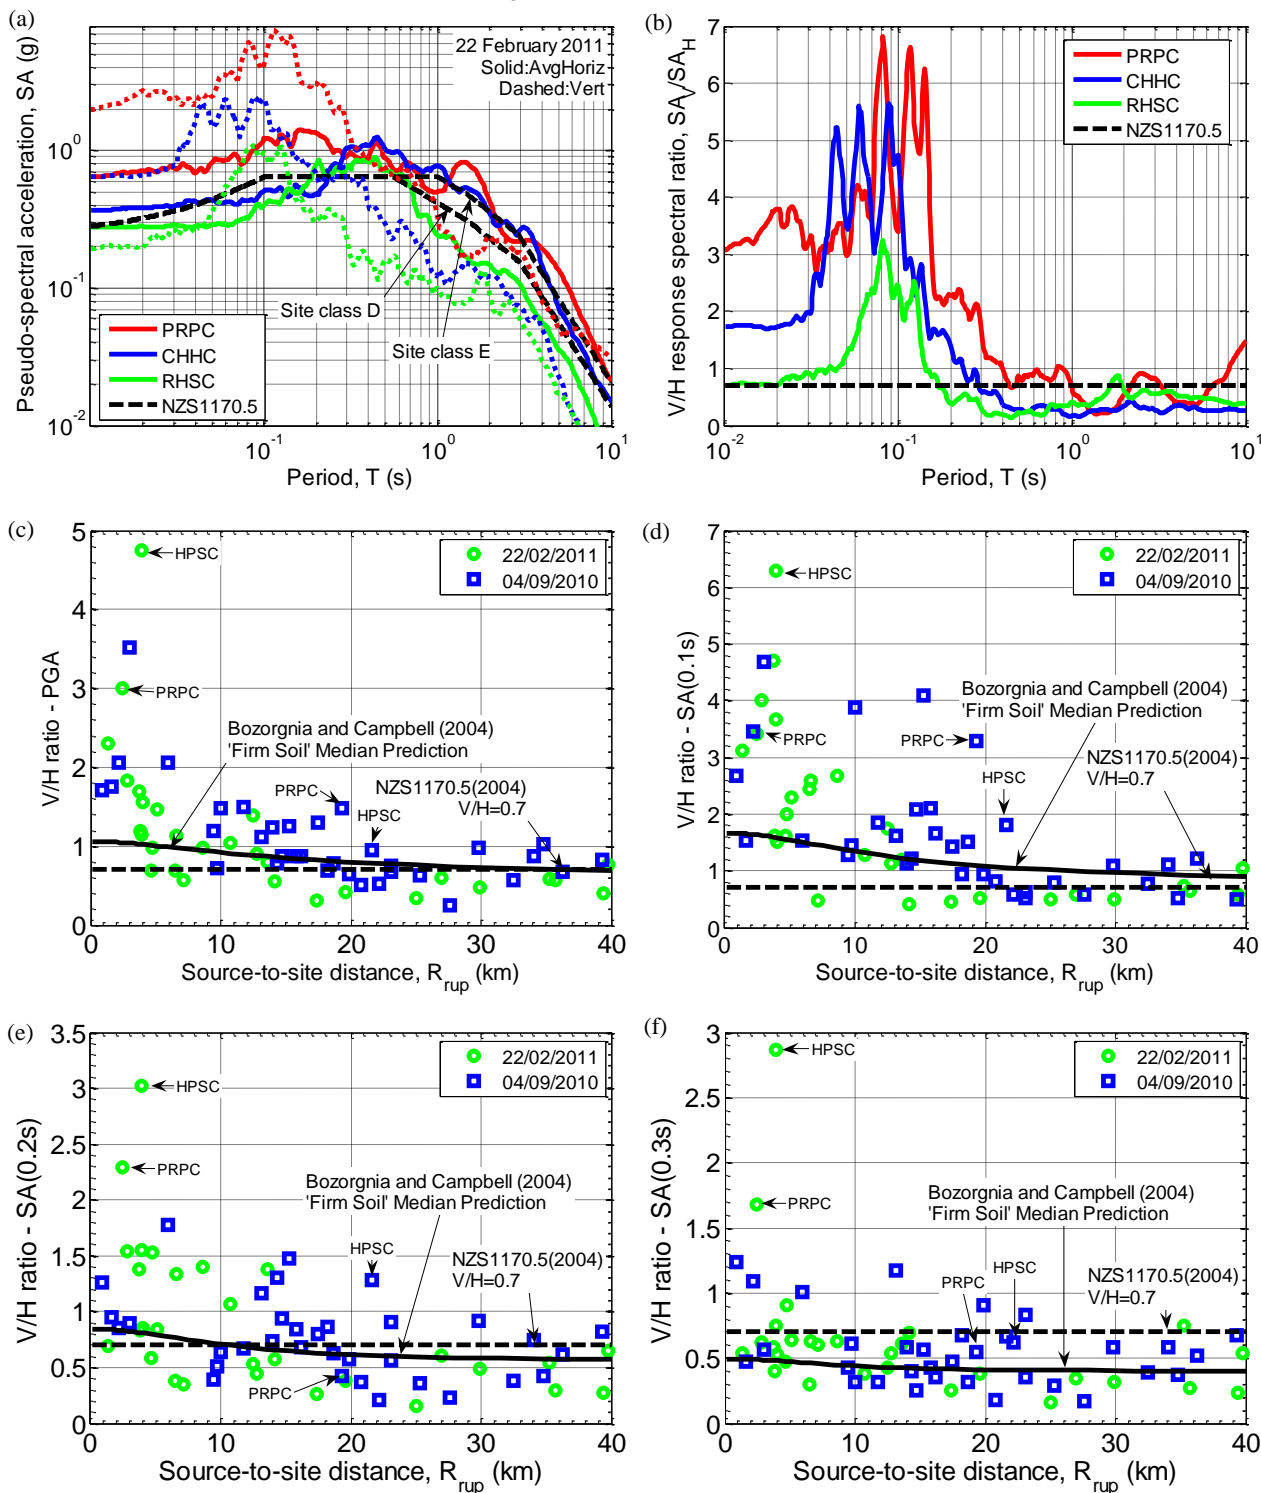 (a)
Pseudo-spectral acceleration, SA (g)
10^0
10^-1
10^-2
22 February 2011
Solid:AvgHoriz
Dashed:Vert
Site class D
Site class E
PRPC
CHHC
RHSC
NZS1170.5
10^-1
10^0
10^1
Period, T (s)
(b)
V/H response spectral ratio, SA_V/SA_H
7
6
5
4
3
2
1
0
PRPC
CHHC
RHSC
NZS1170.5
10^-2
10^-1
10^0
10^1
Period, T (s)
(c)
V/H ratio - PGA
5
4
3
2
1
0
HPSC
22/02/2011
04/09/2010
PRPC
Bozorgnia and Campbell (2004)
'Firm Soil' Median Prediction
PRPC
NZS1170.5(2004)
V/H=0.7
HPSC
0 10 20 30 40
Source-to-site distance, R_rup (km)
(d)
V/H ratio - SA(0.1s)
7
6
5
4
3
2
1
0
HPSC
22/02/2011
04/09/2010
Bozorgnia and Campbell (2004)
'Firm Soil' Median Prediction
PRPC
PRPC
NZS1170.5(2004)
V/H=0.7
HPSC
0 10 20 30 40
Source-to-site distance, R_rup (km)
(e)
V/H ratio - SA(0.2s)
3.5
3
2.5
2
1.5
1
0.5
0
HPSC
22/02/2011
04/09/2010
PRPC
Bozorgnia and Campbell (2004)
'Firm Soil' Median Prediction
HPSC
NZS1170.5(2004)
V/H=0.7
PRPC
0 10 20 30 40
Source-to-site distance, R_rup (km)
(f)
V/H ratio - SA(0.3s)
3
2.5
2
1.5
1
0.5
0
HPSC
22/02/2011
04/09/2010
PRPC
Bozorgnia and Campbell (2004)
'Firm Soil' Median Prediction
HPSC
PRPC
NZS1170.5(2004)
V/H=0.7
0 10 20 30 40
Source-to-site distance, R_rup (km)